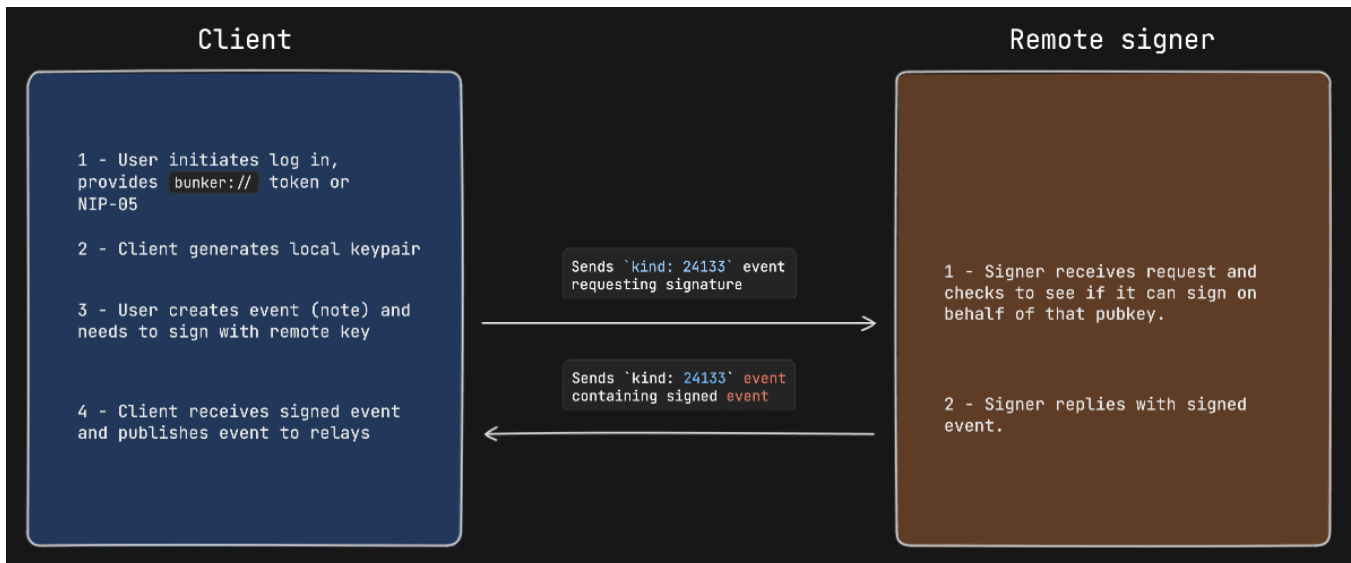 Client
1 - User initiates log in,
provides bunker:// token or
NIP-05
2 - Client generates local keypair
3 - User creates event (note) and
needs to sign with remote key
4 - Client receives signed event
and publishes event to relays
Sends `kind: 24133` event
requesting signature
Sends `kind: 24133` event
containing signed event
Remote signer
1 - Signer receives request and
checks to see if it can sign on
behalf of that pubkey.
2 - Signer replies with signed
event.